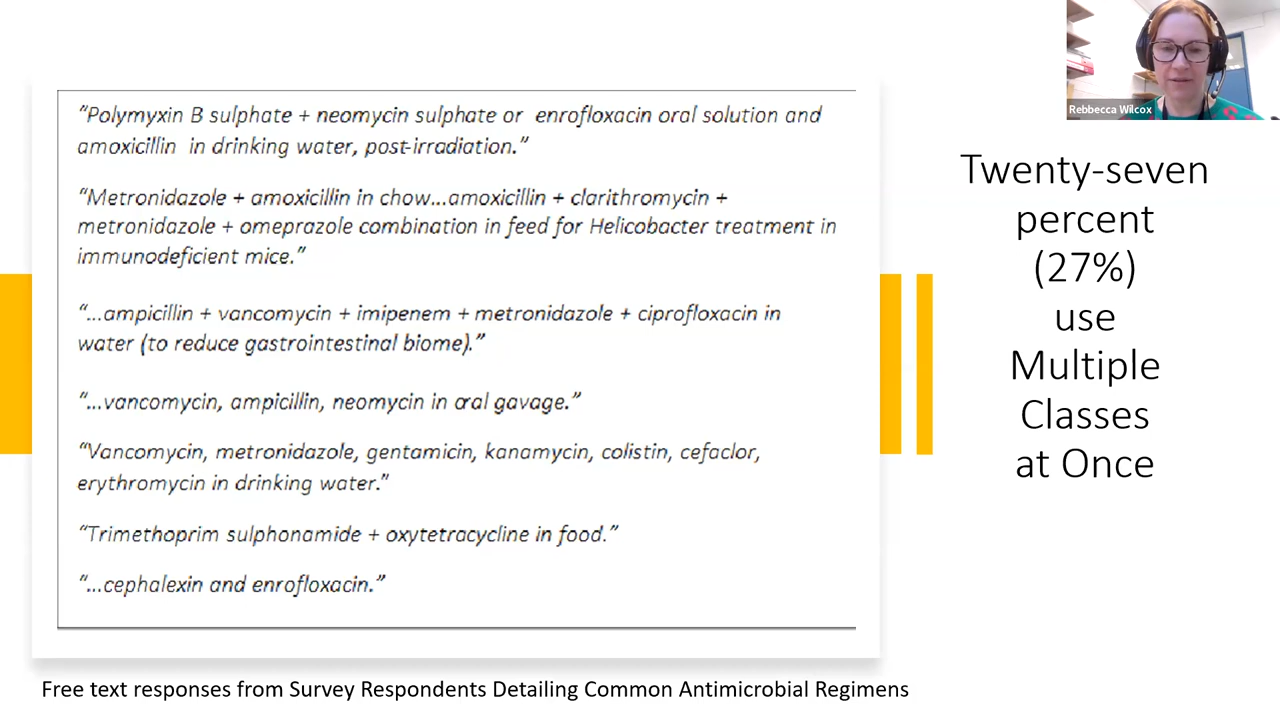 “Polymyxin B sulphate + neomycin sulphate or enrofloxacin oral solution and
amoxicillin in drinking water, post-irradiation.”
“Metronidazole + amoxicillin in chow...amoxicillin + clarithromycin +
metronidazole + omeprazole combination in feed for Helicobacter treatment in
immunodeficient mice.”
“...ampicillin + vancomycin + imipenem + metronidazole + ciprofloxacin in
water (to reduce gastrointestinal biome).”
“...vancomycin, ampicillin, neomycin in oral gavage.”
“Vancomycin, metronidazole, gentamicin, kanamycin, colistin, cefaclor,
erythromycin in drinking water.”
“Trimethoprim sulphonamide + oxytetracycline in food.”
“...cephalexin and enrofloxacin.”
Free text responses from Survey Respondents Detailing Common Antimicrobial Regimens
Rebbecca Wilcox
Twenty-seven
percent
(27%)
use
Multiple
Classes
at Once